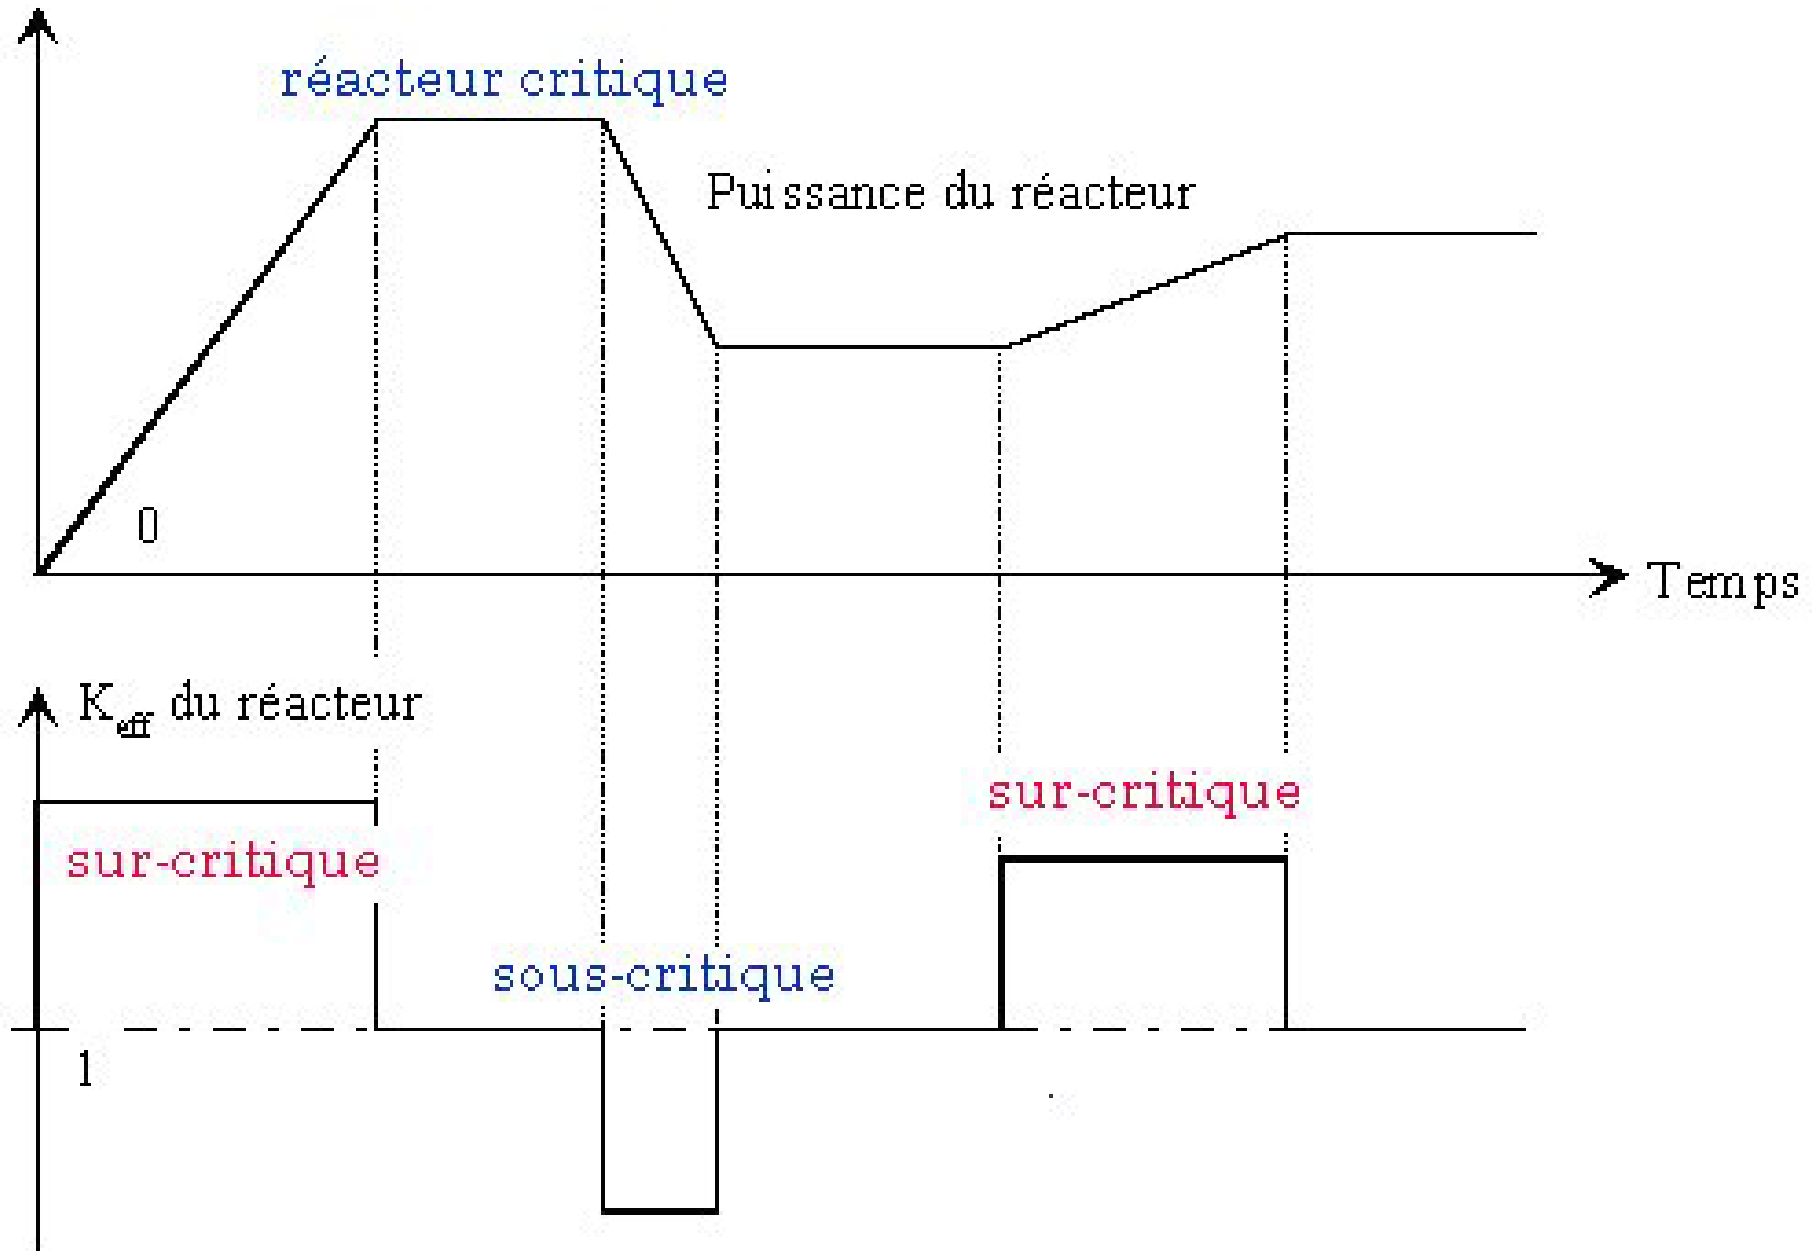 réacteur critique
Puissance du réacteur
0
Temps
Keff du réacteur
sur-critique
sur-critique
sous-critique
1